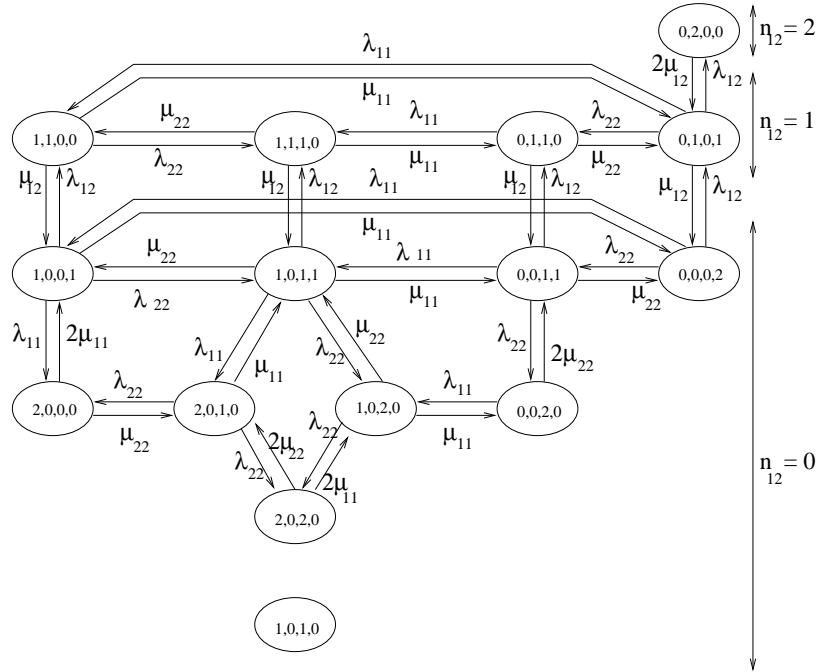 0,2,0,0
n12 = 2
λ11
2μ12
λ12
μ11
n12 = 1
1,1,0,0
μ22
λ22
1,1,1,0
λ11
μ11
0,1,1,0
λ22
μ22
0,1,0,1
μ12
λ12
μ12
λ12
λ11
μ12
λ12
μ12
λ12
μ11
1,0,0,1
μ22
λ22
1,0,1,1
λ11
μ11
0,0,1,1
λ22
μ22
0,0,0,2
λ11
2μ11
λ11
μ11
λ22
μ22
λ22
2μ22
2,0,0,0
λ22
μ22
2,0,1,0
1,0,2,0
λ11
μ11
0,0,2,0
λ22
2μ22
λ22
2μ11
n12 = 0
2,0,2,0
1,0,1,0